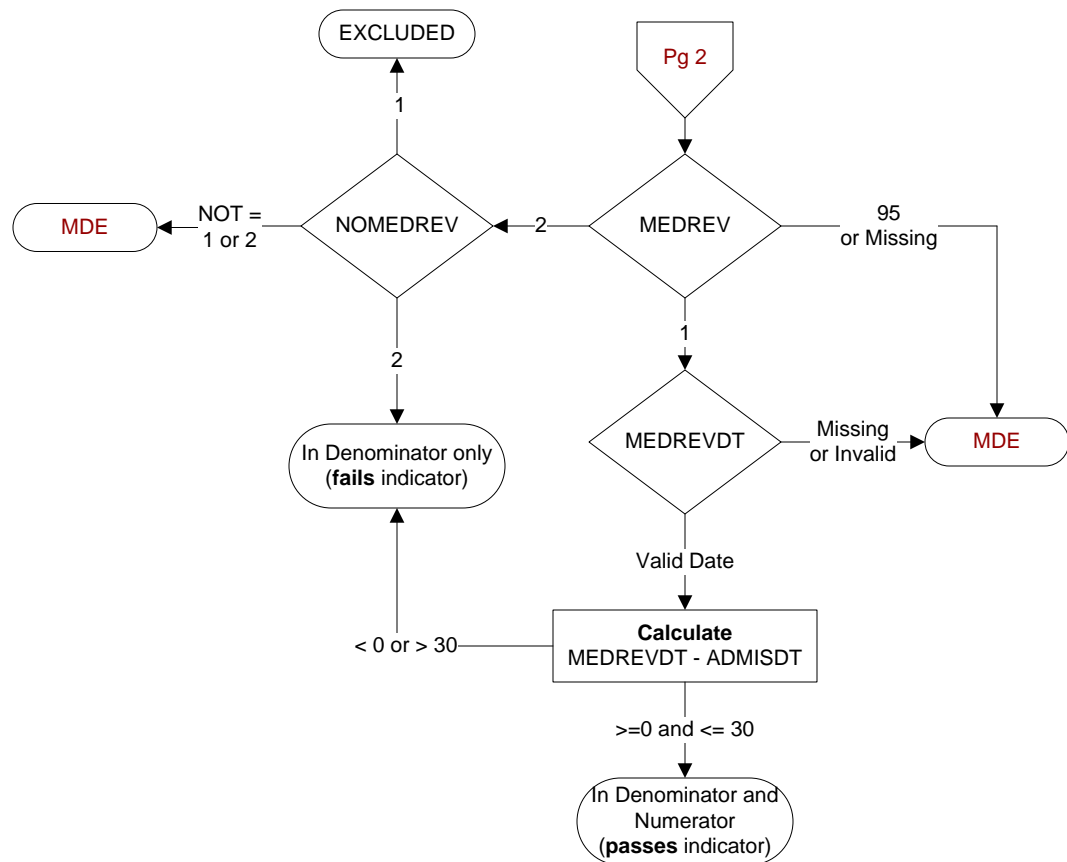 EXCLUDED
Pg 2
1
NOT =
1 or 2
MDE
NOMEDREV
2
MEDREV
95
or Missing
2
1
In Denominator only
(fails indicator)
MEDREVDT
Missing
or Invalid
MDE
Valid Date
< 0 or > 30
Calculate
MEDREVDT - ADMISDT
>=0 and <= 30
In Denominator and
Numerator
(passes indicator)